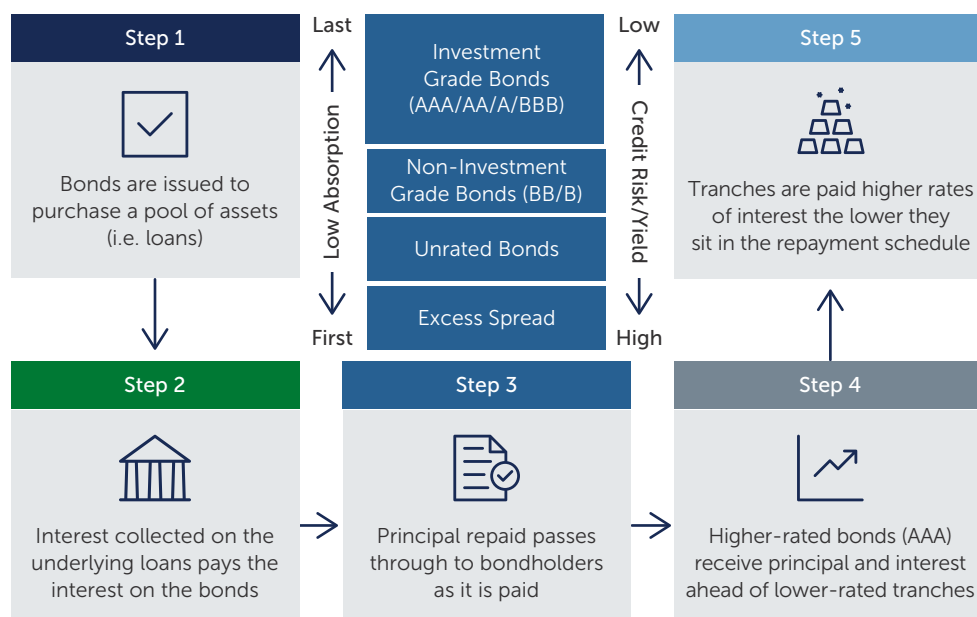 Step 1
Bonds are issued to
purchase a pool of assets
(i.e. loans)
Last
Low Absorption
First
Investment
Grade Bonds
(AAA/AA/A/BBB)
Non-Investment
Grade Bonds (BB/B)
Unrated Bonds
Excess Spread
Low
Credit Risk/Yield
High
Step 5
Tranches are paid higher rates
of interest the lower they
sit in the repayment schedule
Step 2
Interest collected on the
underlying loans pays the
interest on the bonds
Step 3
Principal repaid passes
through to bondholders
as it is paid
Step 4
Higher-rated bonds (AAA)
receive principal and interest
ahead of lower-rated tranches